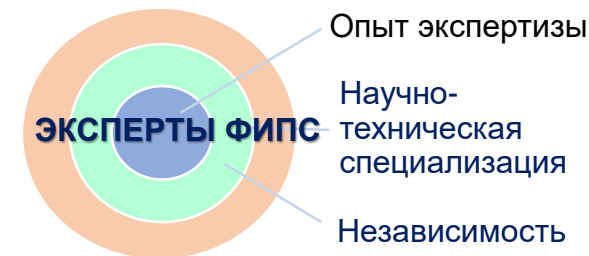 Опыт экспертизы
ЭКСПЕРТЫ ФИПС
Научно-
техническая
специализация
Независимость